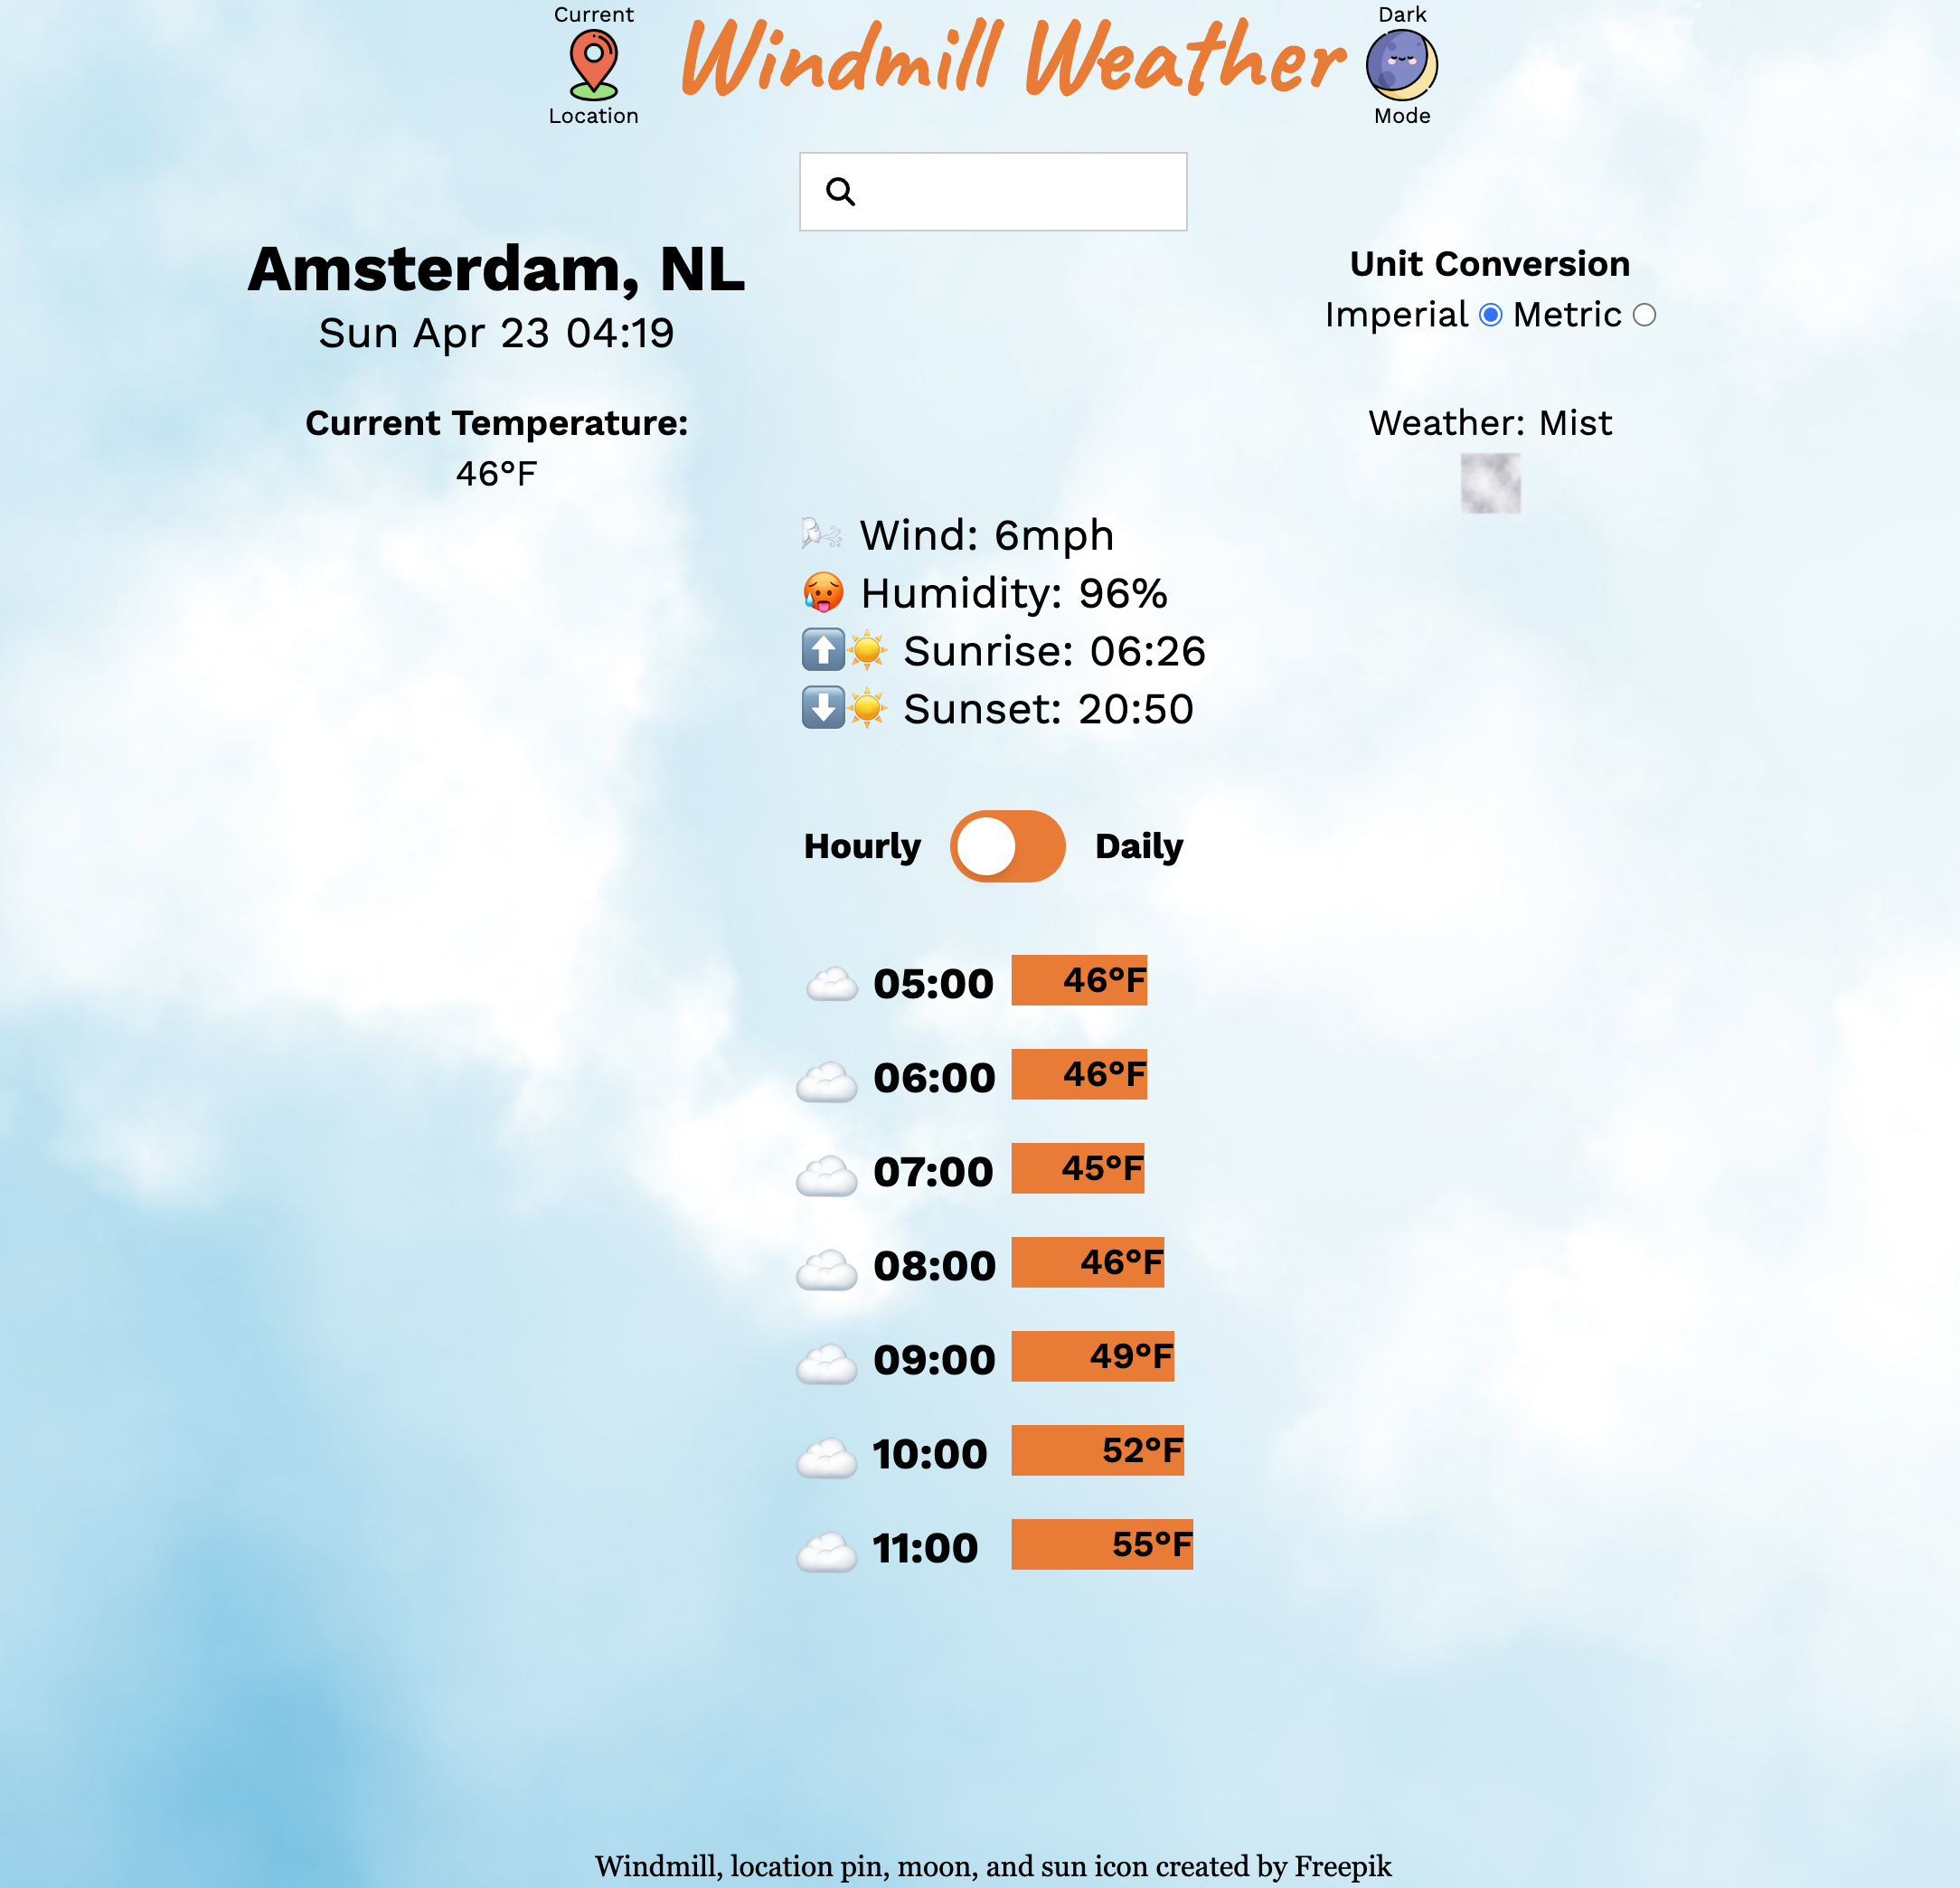 Current
Location
Windmill Weather
Dark
Mode
Amsterdam, NL
Sun Apr 23 04:19
Unit Conversion
Imperial Metric
Current Temperature:
46°F
Weather: Mist
Wind: 6mph
Humidity: 96%
Sunrise: 06:26
Sunset: 20:50
Hourly Daily
05:00 46°F
06:00 46°F
07:00 45°F
08:00 46°F
09:00 49°F
10:00 52°F
11:00 55°F
Windmill, location pin, moon, and sun icon created by Freepik